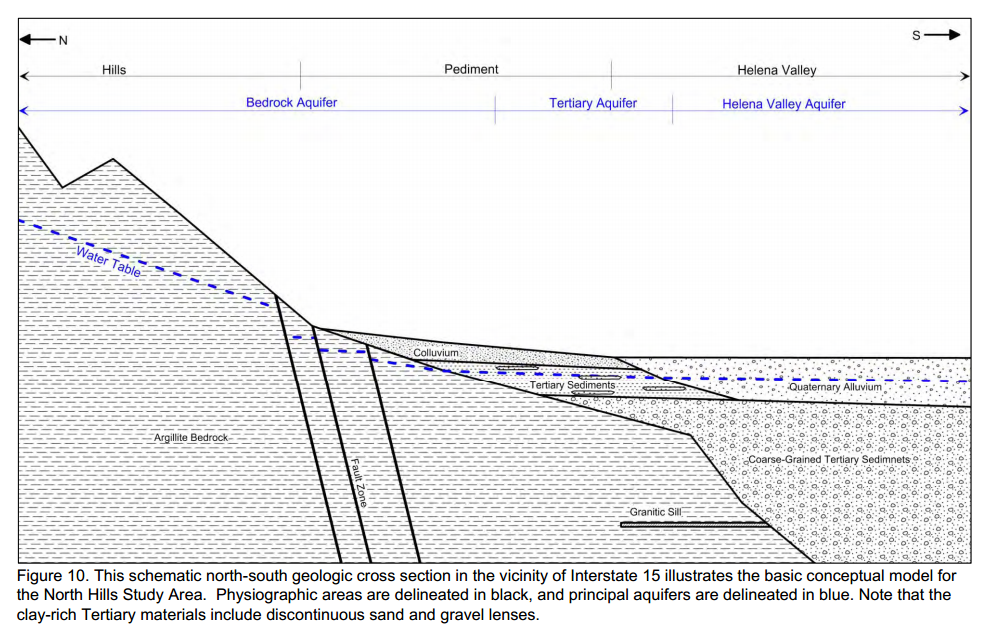 N
S
Hills
Pediment
Helena Valley
Bedrock Aquifer
Tertiary Aquifer
Helena Valley Aquifer
Water Table
Colluvium
Tertiary Sediments
Quaternary Alluvium
Argillite Bedrock
Fault Zone
Coarse-Grained Tertiary Sedimnets
Granitic Sill
Figure 10. This schematic north-south geologic cross section in the vicinity of Interstate 15 illustrates the basic conceptual model for
the North Hills Study Area. Physiographic areas are delineated in black, and principal aquifers are delineated in blue. Note that the
clay-rich Tertiary materials include discontinuous sand and gravel lenses.